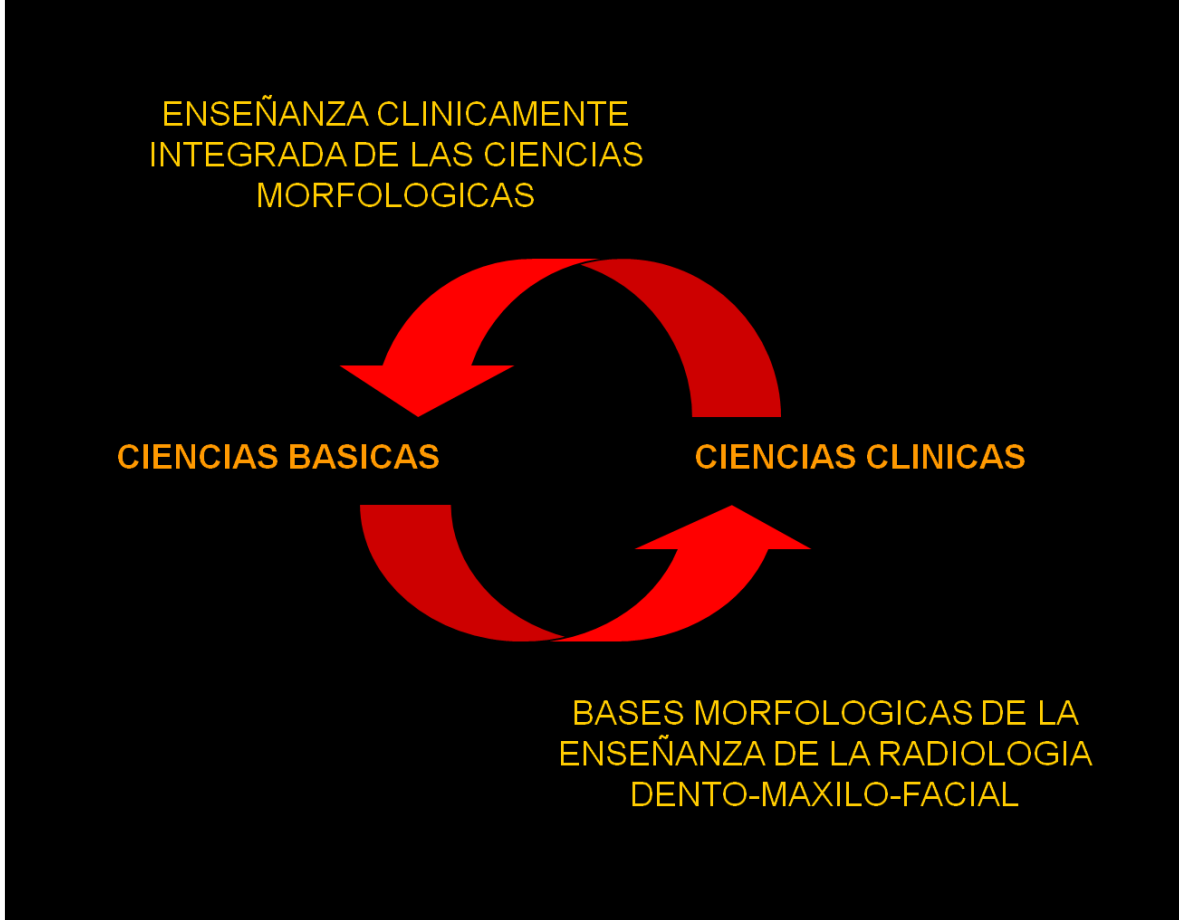 ENSEÑANZA CLINICAMENTE
INTEGRADA DE LAS CIENCIAS
MORFOLOGICAS
CIENCIAS BASICAS
CIENCIAS CLINICAS
BASES MORFOLOGICAS DE LA
ENSEÑANZA DE LA RADIOLOGIA
DENTO-MAXILO-FACIAL